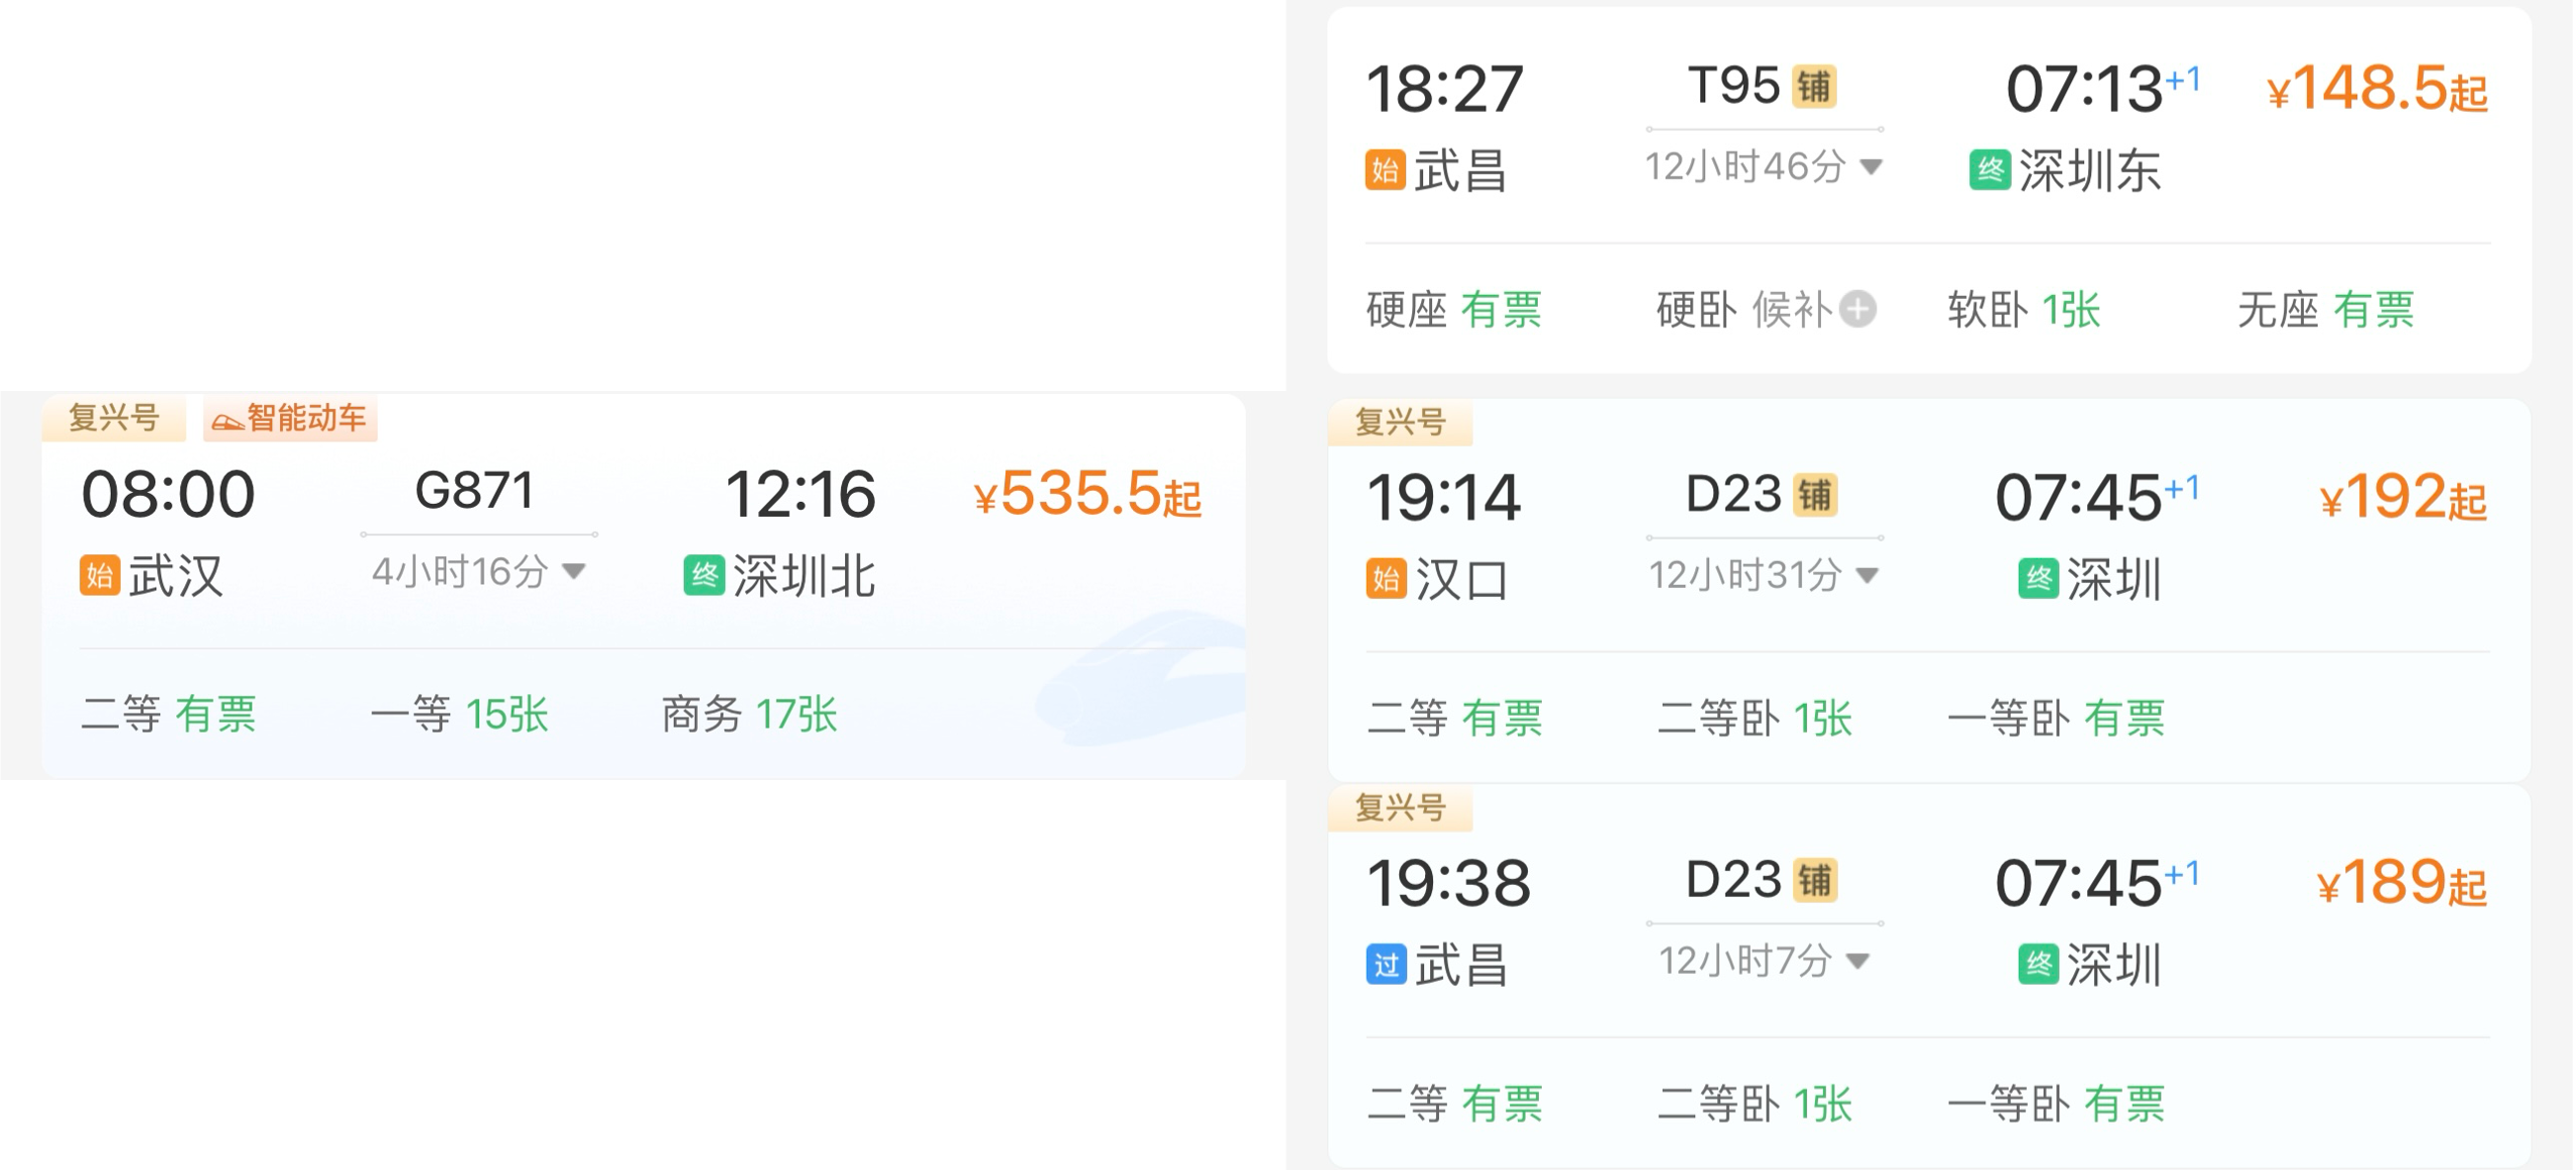 复兴号 智能动车
08:00 G871 12:16 ¥535.5起
始 武汉 4小时16分 终 深圳北
二等 有票 一等 15张 商务 17张
18:27 T95 铺 07:13+1 ¥148.5起
始 武昌 12小时46分 终 深圳东
硬座 有票 硬卧 候补 软卧 1张 无座 有票
复兴号
19:14 D23 铺 07:45+1 ¥192起
始 汉口 12小时31分 终 深圳
二等 有票 二等卧 1张 一等卧 有票
复兴号
19:38 D23 铺 07:45+1 ¥189起
过 武昌 12小时7分 终 深圳
二等 有票 二等卧 1张 一等卧 有票